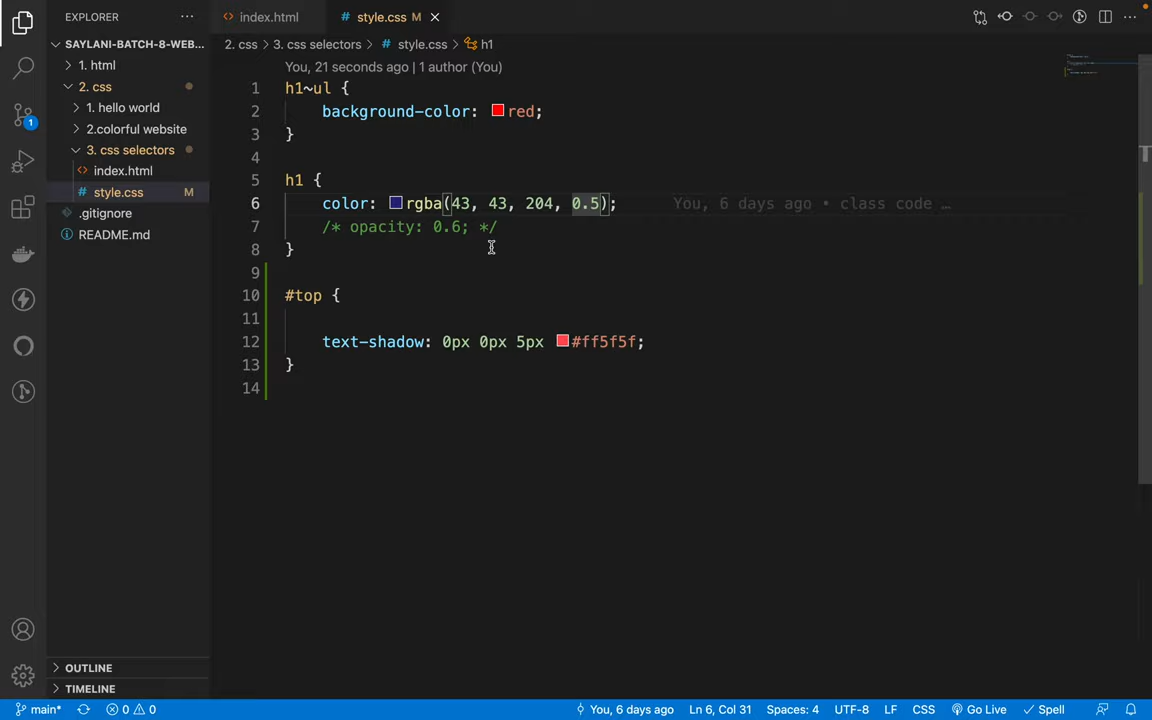 EXPLORER
SAYLANI-BATCH-8-WEB...
1. html
2. css
1. hello world
2.colorful website
3. css selectors
index.html
style.css M
.gitignore
README.md
OUTLINE
TIMELINE
index.html
style.css M
2. css > 3. css selectors > # style.css > h1
You, 21 seconds ago | 1 author (You)
1 h1~ul {
2 background-color: red;
3 }
4
5 h1 {
6 color: rgba(43, 43, 204, 0.5); You, 6 days ago • class code …
7 /* opacity: 0.6; */
8 }
9
10 #top {
11
12 text-shadow: 0px 0px 5px #ff5f5f;
13 }
14
1
main* 0 0 You, 6 days ago Ln 6, Col 31 Spaces: 4 UTF-8 LF CSS Go Live Spell